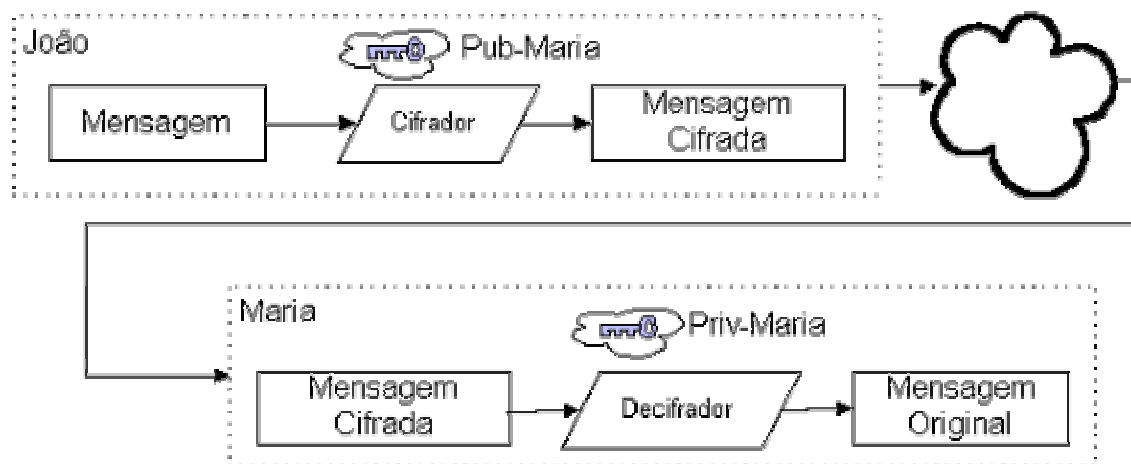 João
Pub-Maria
Mensagem
Cifrador
Mensagem
Cifrada
Maria
Priv-Maria
Mensagem
Cifrada
Decifrador
Mensagem
Original